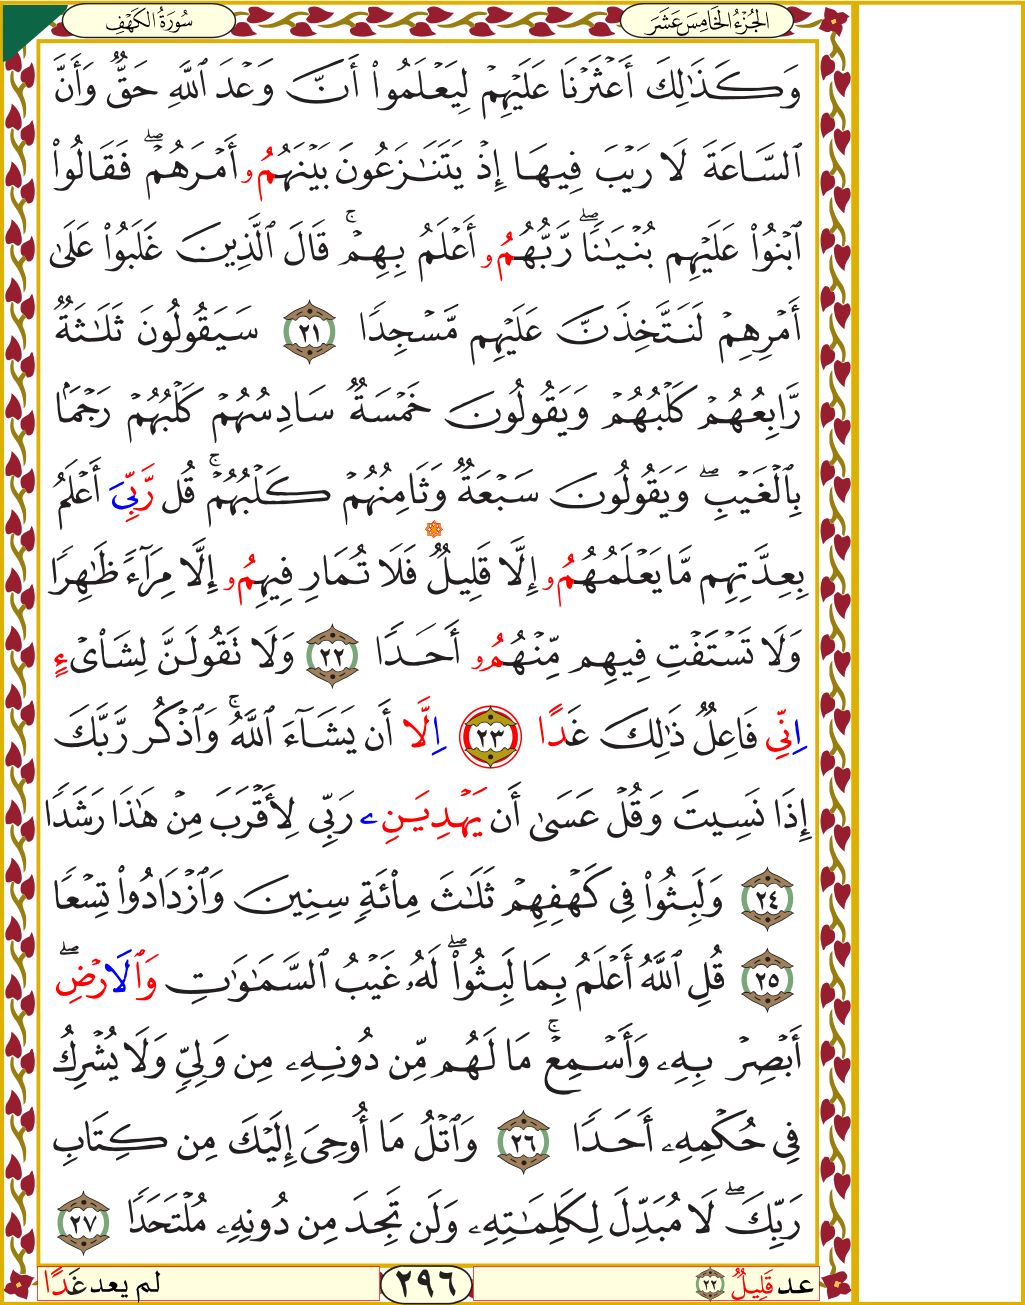 الجُزْءُ الخَامِسَ عَشَرَ
سُورَةُ الكَهْفِ
وَكَذَٰلِكَ أَعۡثَرۡنَا عَلَيۡهِمۡ لِيَعۡلَمُوٓاْ أَنَّ وَعۡدَ ٱللَّهِ حَقٌّ وَأَنَّ
ٱلسَّاعَةَ لَا رَيۡبَ فِيهَا إِذۡ يَتَنَٰزَعُونَ بَيۡنَهُمُۥ أَمۡرَهُمۡۖ فَقَالُواْ
ٱبۡنُواْ عَلَيۡهِم بُنۡيَٰنٗاۖ رَّبُّهُمُۥ أَعۡلَمُ بِهِمۡۚ قَالَ ٱلَّذِينَ غَلَبُواْ عَلَىٰ
أَمۡرِهِمۡ لَنَتَّخِذَنَّ عَلَيۡهِم مَّسۡجِدٗا ٢١ سَيَقُولُونَ ثَلَٰثَةٞ
رَّابِعُهُمۡ كَلۡبُهُمۡ وَيَقُولُونَ خَمۡسَةٞ سَادِسُهُمۡ كَلۡبُهُمۡ رَجۡمَۢا
بِٱلۡغَيۡبِۖ وَيَقُولُونَ سَبۡعَةٞ وَثَامِنُهُمۡ كَلۡبُهُمۡۚ قُل رَّبِّيَ أَعۡلَمُ
بِعِدَّتِهِم مَّا يَعۡلَمُهُمُۥ إِلَّا قَلِيلٞ فَلَا تُمَارِ فِيهِمُۥ إِلَّا مِرَآءٗ ظَٰهِرٗا
وَلَا تَسۡتَفۡتِ فِيهِم مِّنۡهُمُۥ أَحَدٗا ٢٢ وَلَا تَقُولَنَّ لِشَاْيۡءٍ
اِنِّي فَاعِلٞ ذَٰلِكَ غَدًا ٢٣ اِلَّا أَن يَشَآءَ ٱللَّهُۚ وَٱذۡكُر رَّبَّكَ
إِذَا نَسِيتَ وَقُلۡ عَسَىٰ أَن يَهۡدِيَنِۦ رَبِّي لِأَقۡرَبَ مِنۡ هَٰذَا رَشَدٗا
٢٤ وَلَبِثُواْ فِي كَهۡفِهِمۡ ثَلَٰثَ مِاْئَةٖ سِنِينَ وَٱزۡدَادُواْ تِسۡعٗا
٢٥ قُلِ ٱللَّهُ أَعۡلَمُ بِمَا لَبِثُواْۖ لَهُۥ غَيۡبُ ٱلسَّمَٰوَٰتِ وَٱلَارۡضِۖ
أَبۡصِرۡ بِهِۦ وَأَسۡمِعۡۚ مَا لَهُم مِّن دُونِهِۦ مِن وَلِيّٖ وَلَا يُشۡرِكُ
فِي حُكۡمِهِۦ أَحَدٗا ٢٦ وَٱتۡلُ مَا أُوحِيَ إِلَيۡكَ مِن كِتَابِ
رَبِّكَۖ لَا مُبَدِّلَ لِكَلِمَٰتِهِۦ وَلَن تَجِدَ مِن دُونِهِۦ مُلۡتَحَدٗا ٢٧
عد قَلِيلٞ ٢٢
٢٩٦
لم يعد غَدًا